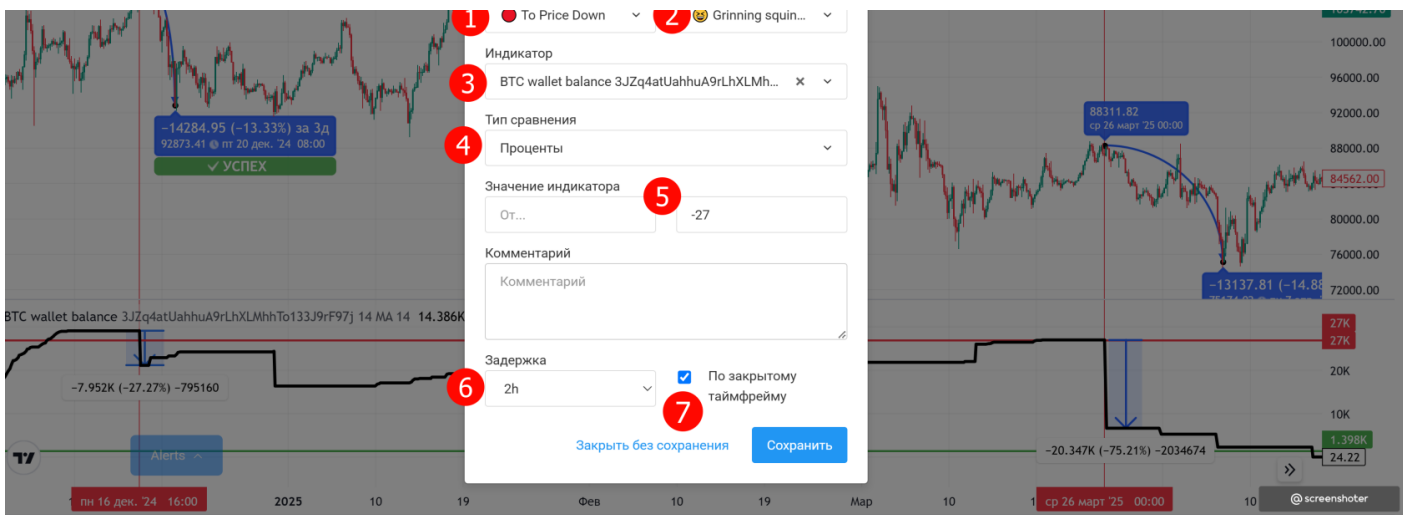 1 To Price Down 2 Grinning squin...
103742.70
100000.00
Индикатор
3 BTC wallet balance 3JZq4atUahhuA9rLhXLMh...
96000.00
92000.00
88311.82
ср 26 март '25 00:00
Тип сравнения
4 Проценты
−14284.95 (−13.33%) за 3д
92873.41 пт 20 дек. '24 08:00
УСПЕХ
88000.00
84562.00
Значение индикатора
5
От...
-27
80000.00
76000.00
Комментарий
Комментарий
−13137.81 (−14.88
72000.00
BTC wallet balance 3JZq4atUahhuA9rLhXLMhhTo133J9rF97j 14 MA 14 14.386K
27K
27K
Задержка
6 2h
По закрытому
таймфрейму
7
20K
−7.952K (−27.27%) −795160
10K
Закрыть без сохранения
Сохранить
1.398K
−20.347K (−75.21%) −2034674
24.22
Alerts
пн 16 дек. '24 16:00
2025
10
19
Фев
10
19
Мар
10
ср 26 март '25 00:00
10
@screenshoter